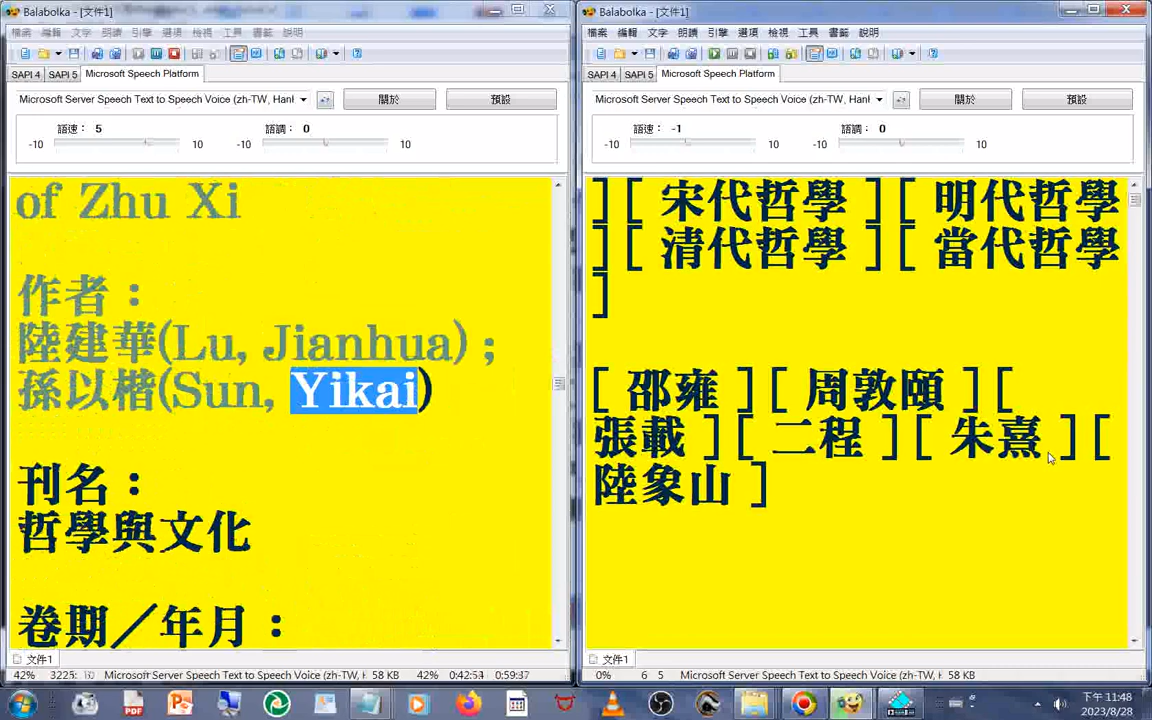 Balabolka - [文件1]
檔案 編輯 文字 朗讀 引擎 選項 檢視 工具 書籤 說明
SAPI 4 SAPI 5 Microsoft Speech Platform
Microsoft Server Speech Text to Speech Voice (zh-TW, Hanl
關於
預設
語速： 5
語調： 0
-10 10 -10 10
of Zhu Xi
作者：
陸建華(Lu, Jianhua)；
孫以楷(Sun, Yikai)
刊名：
哲學與文化
卷期／年月：
文件1
42% 3225: Microsoft Server Speech Text to Speech Voice (zh-TW, H 58 KB 42% 0:42:54 0:59:37
Balabolka - [文件1]
檔案 編輯 文字 朗讀 引擎 選項 檢視 工具 書籤 說明
SAPI 4 SAPI 5 Microsoft Speech Platform
Microsoft Server Speech Text to Speech Voice (zh-TW, Hanl
關於
預設
語速： -1
語調： 0
-10 10 -10 10
][ 宋代哲學 ][ 明代哲學
][ 清代哲學 ][ 當代哲學
]
[ 邵雍 ][ 周敦頤 ][
張載 ][ 二程 ][ 朱熹 ][
陸象山 ]
文件1
0% 6 5 Microsoft Server Speech Text to Speech Voice (zh-TW, H 58 KB
下午 11:48
2023/8/28